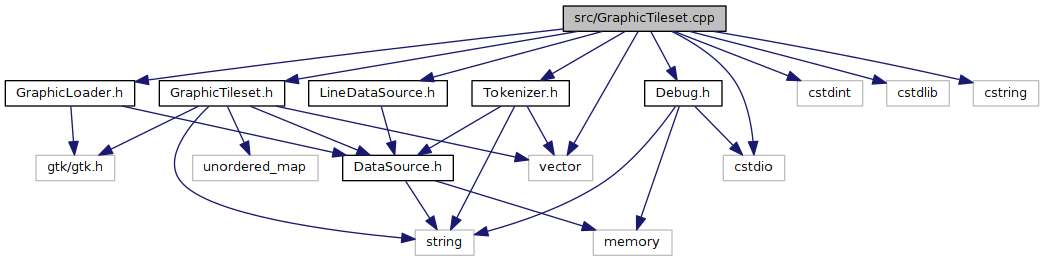 src/GraphicTileset.cpp
GraphicLoader.h
GraphicTileset.h
LineDataSource.h
Tokenizer.h
Debug.h
cstdint
cstdlib
cstring
gtk/gtk.h
unordered_map
DataSource.h
vector
cstdio
string
memory